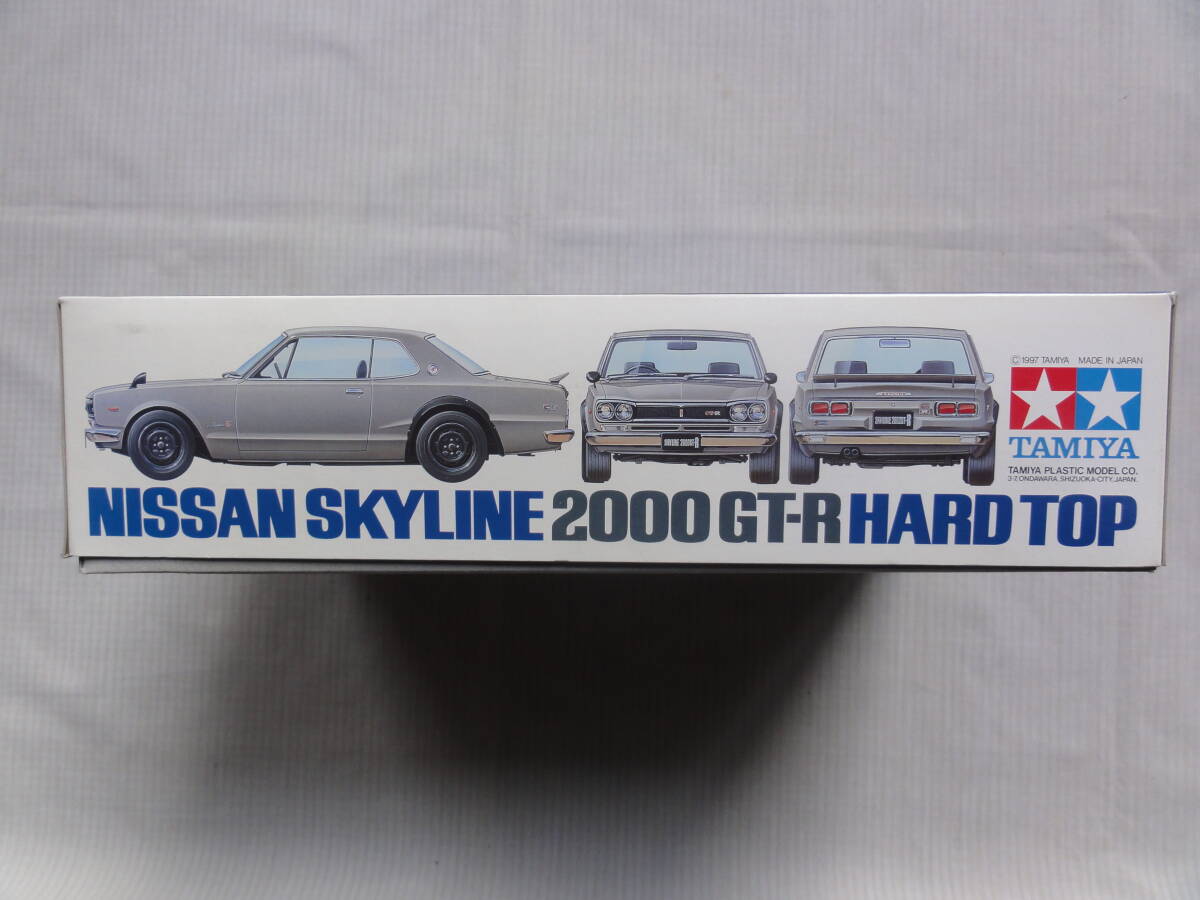 © 1997 TAMIYA MADE IN JAPAN
TAMIYA
TAMIYA PLASTIC MODEL CO.
3-7, ONDAWARA, SHIZUOKA-CITY, JAPAN.
NISSAN SKYLINE 2000 GT-R HARD TOP